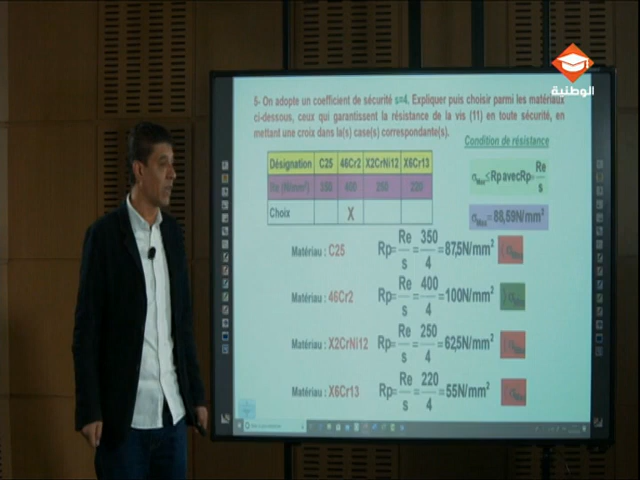 الوطنية
5- On adopte un coefficient de sécurité s=4, Expliquer puis choisir parmi les matériaux
ci-dessous, ceux qui garantissent la résistance de la vis (11) en toute sécurité, en
mettant une croix dans la(s) case(s) correspondante(s).
Condition de résistance
Désignation C25 46Cr2 X2CrNi12 X6Cr13
Re (N/mm²) 350 400 250 220
Choix X
σMax ≤ Rp avec Rp= Re/s
σMax = 88,59N/mm²
Matériau : C25 Rp= Re/s = 350/4 = 87,5N/mm² ⟨ σMax
Matériau : 46Cr2 Rp= Re/s = 400/4 = 100N/mm² ⟩ σMax
Matériau : X2CrNi12 Rp= Re/s = 250/4 = 62,5N/mm² ⟨ σMax
Matériau : X6Cr13 Rp= Re/s = 220/4 = 55N/mm² ⟨ σMax